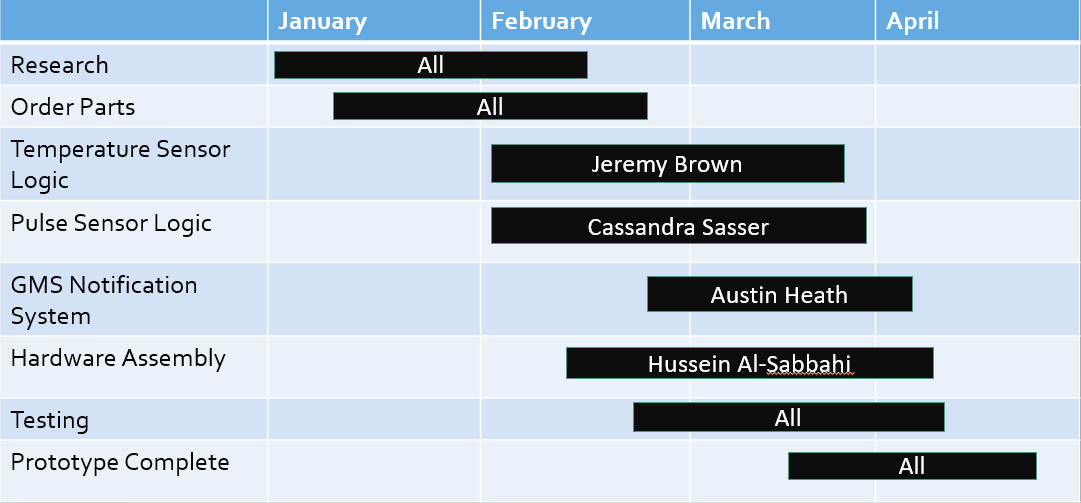 January February March April
Research All
Order Parts All
Temperature Sensor
Logic
Jeremy Brown
Pulse Sensor Logic Cassandra Sasser
GMS Notification
System
Austin Heath
Hardware Assembly Hussein Al-Sabbahi
Testing All
Prototype Complete All